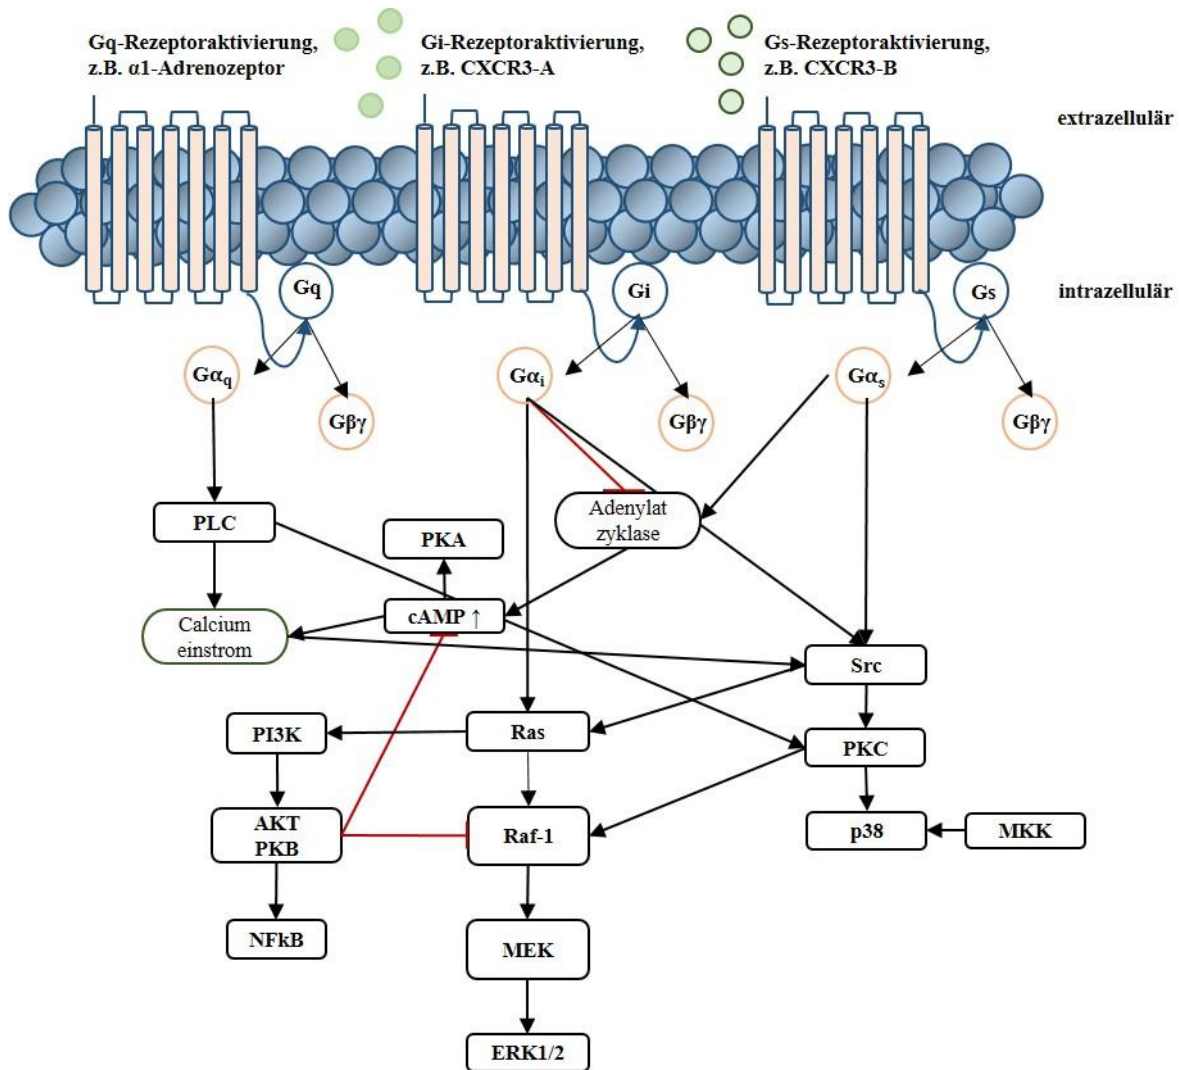 Gq-Rezeptoraktivierung,
z.B. α1-Adrenozeptor
Gi-Rezeptoraktivierung,
z.B. CXCR3-A
Gs-Rezeptoraktivierung,
z.B. CXCR3-B
extrazellulär
intrazellulär
Gq
Gi
Gs
Gαq
Gβγ
Gαi
Gβγ
Gαs
Gβγ
PLC
PKA
Adenylat
zyklase
cAMP ↑
Calcium
einstrom
Src
PI3K
Ras
PKC
AKT
PKB
Raf-1
p38
MKK
NFkB
MEK
ERK1/2